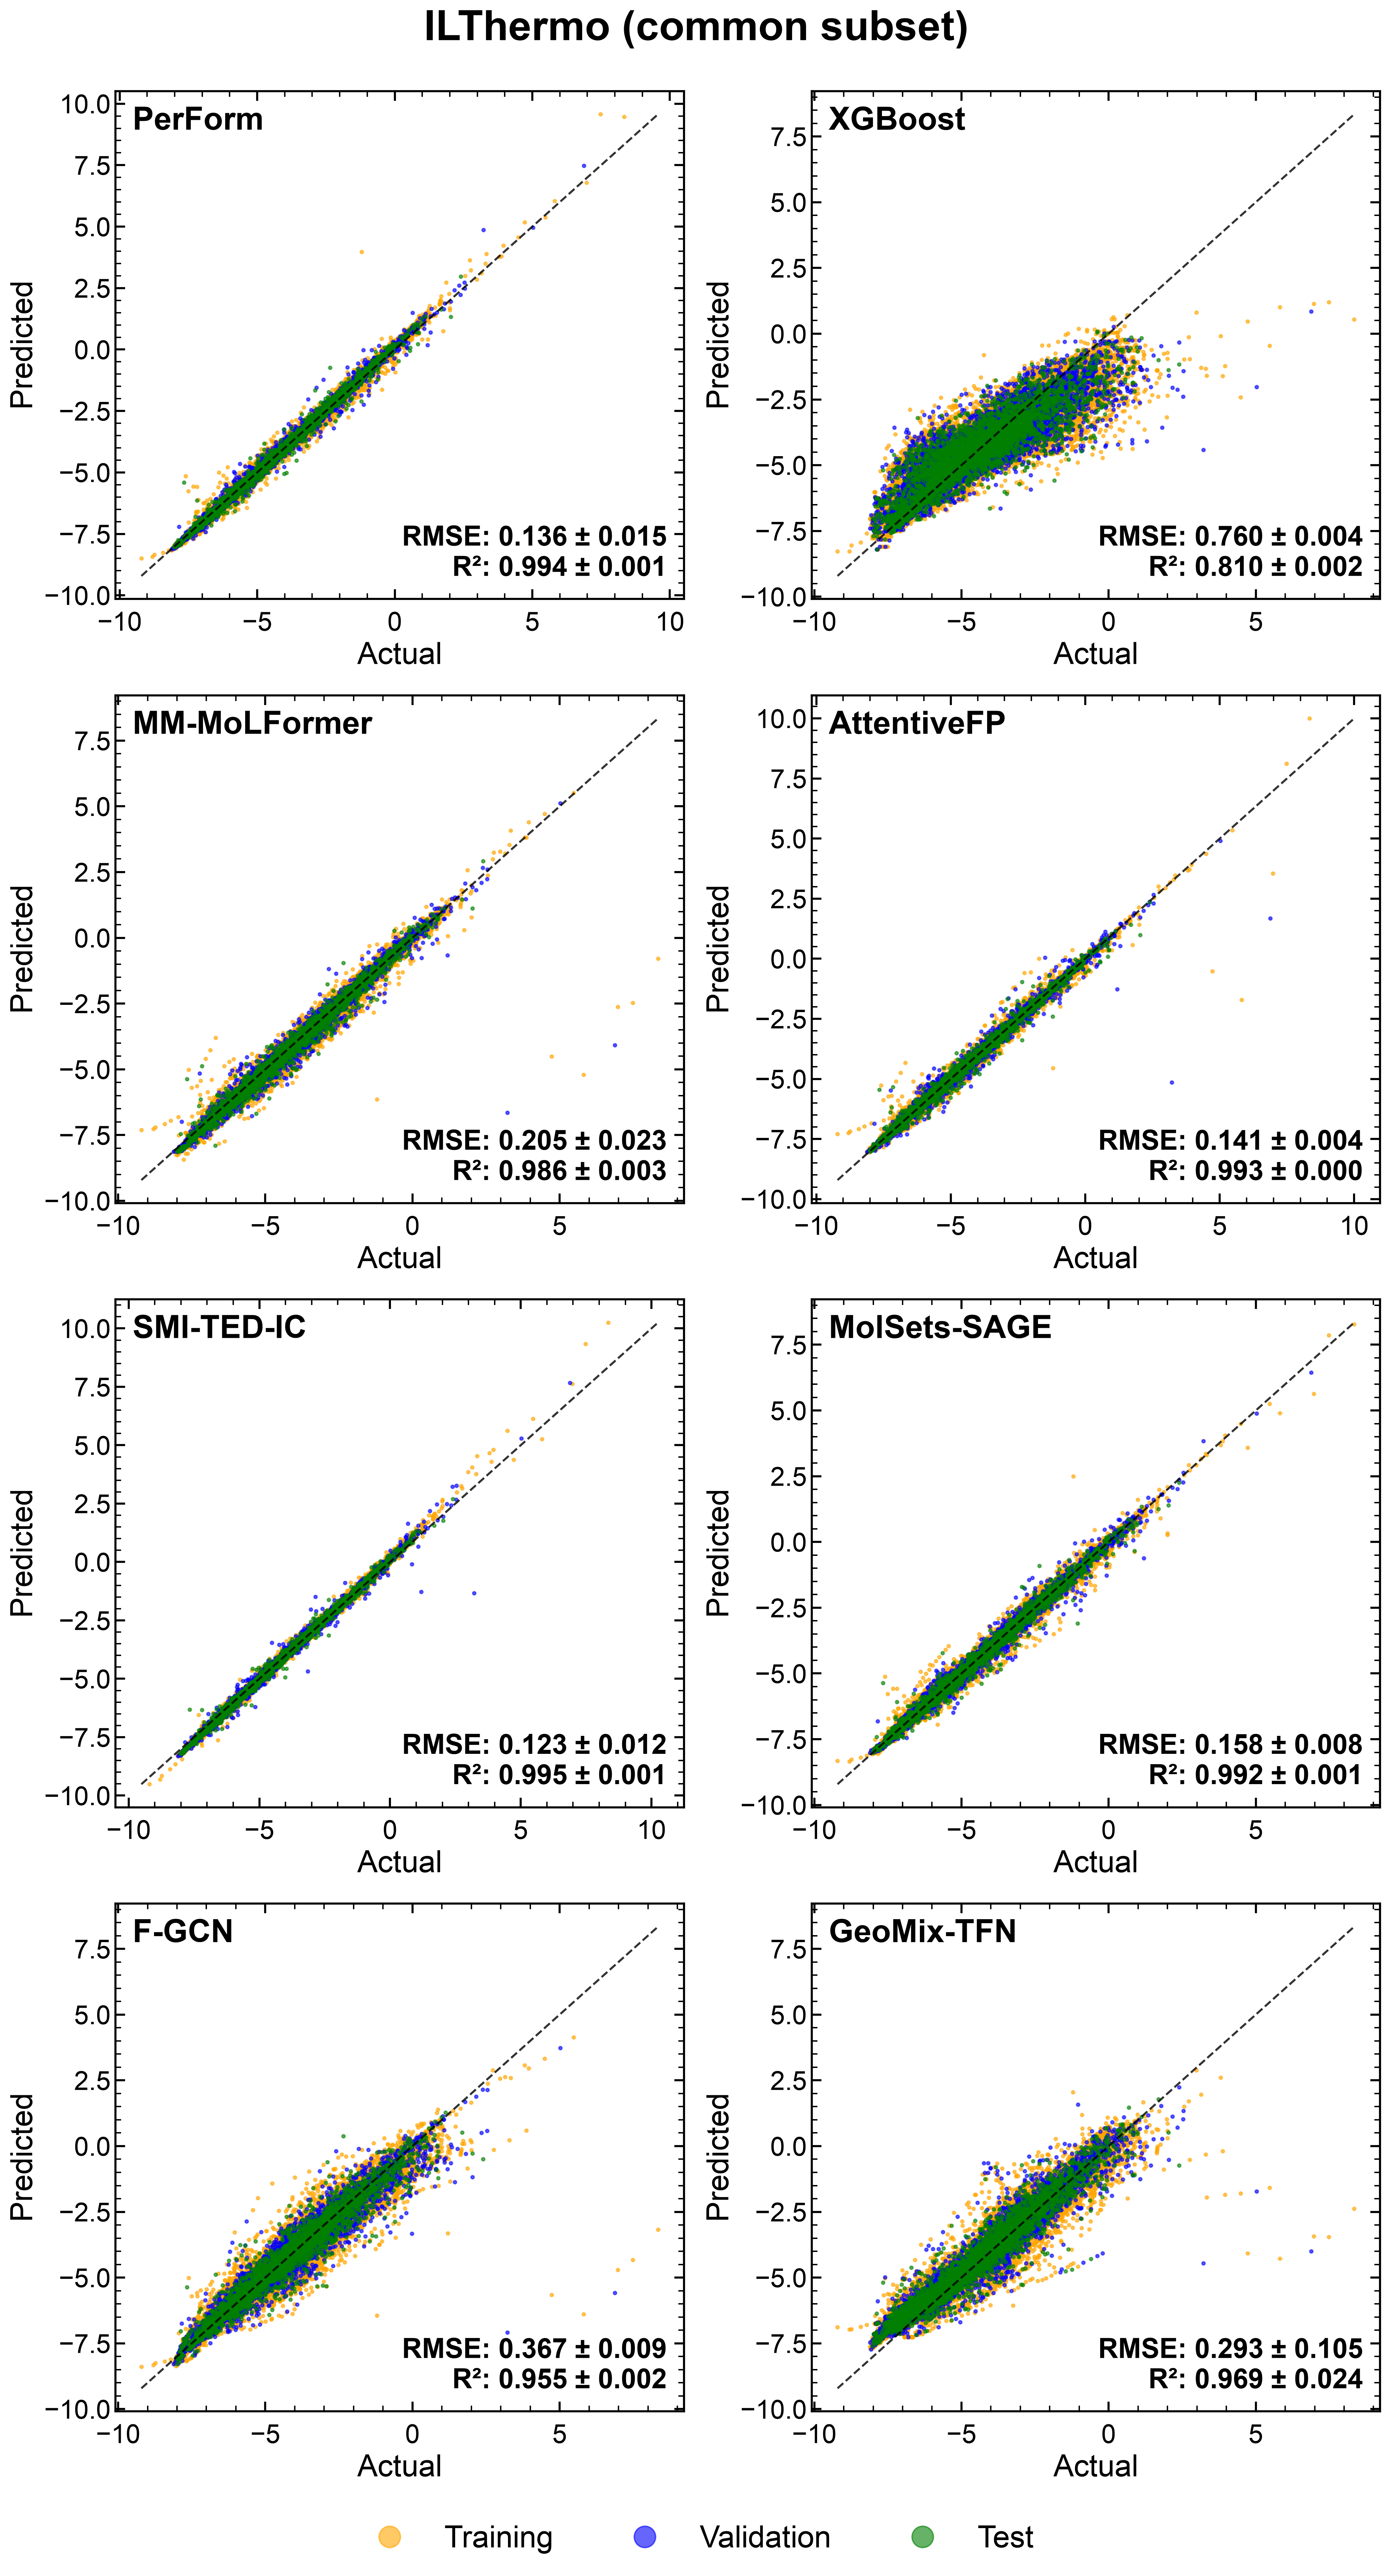 ILThermo (common subset)
PerForm
10.0
7.5
5.0
2.5
0.0
−2.5
−5.0
−7.5
−10.0
Predicted
RMSE: 0.136 ± 0.015
R²: 0.994 ± 0.001
−10 −5 0 5 10
Actual
XGBoost
7.5
5.0
2.5
0.0
−2.5
−5.0
−7.5
−10.0
Predicted
RMSE: 0.760 ± 0.004
R²: 0.810 ± 0.002
−10 −5 0 5
Actual
MM-MoLFormer
7.5
5.0
2.5
0.0
−2.5
−5.0
−7.5
−10.0
Predicted
RMSE: 0.205 ± 0.023
R²: 0.986 ± 0.003
−10 −5 0 5
Actual
AttentiveFP
10.0
7.5
5.0
2.5
0.0
−2.5
−5.0
−7.5
−10.0
Predicted
RMSE: 0.141 ± 0.004
R²: 0.993 ± 0.000
−10 −5 0 5 10
Actual
SMI-TED-IC
10.0
7.5
5.0
2.5
0.0
−2.5
−5.0
−7.5
−10.0
Predicted
RMSE: 0.123 ± 0.012
R²: 0.995 ± 0.001
−10 −5 0 5 10
Actual
MolSets-SAGE
7.5
5.0
2.5
0.0
−2.5
−5.0
−7.5
−10.0
Predicted
RMSE: 0.158 ± 0.008
R²: 0.992 ± 0.001
−10 −5 0 5
Actual
F-GCN
7.5
5.0
2.5
0.0
−2.5
−5.0
−7.5
−10.0
Predicted
RMSE: 0.367 ± 0.009
R²: 0.955 ± 0.002
−10 −5 0 5
Actual
GeoMix-TFN
7.5
5.0
2.5
0.0
−2.5
−5.0
−7.5
−10.0
Predicted
RMSE: 0.293 ± 0.105
R²: 0.969 ± 0.024
−10 −5 0 5
Actual
Training Validation Test